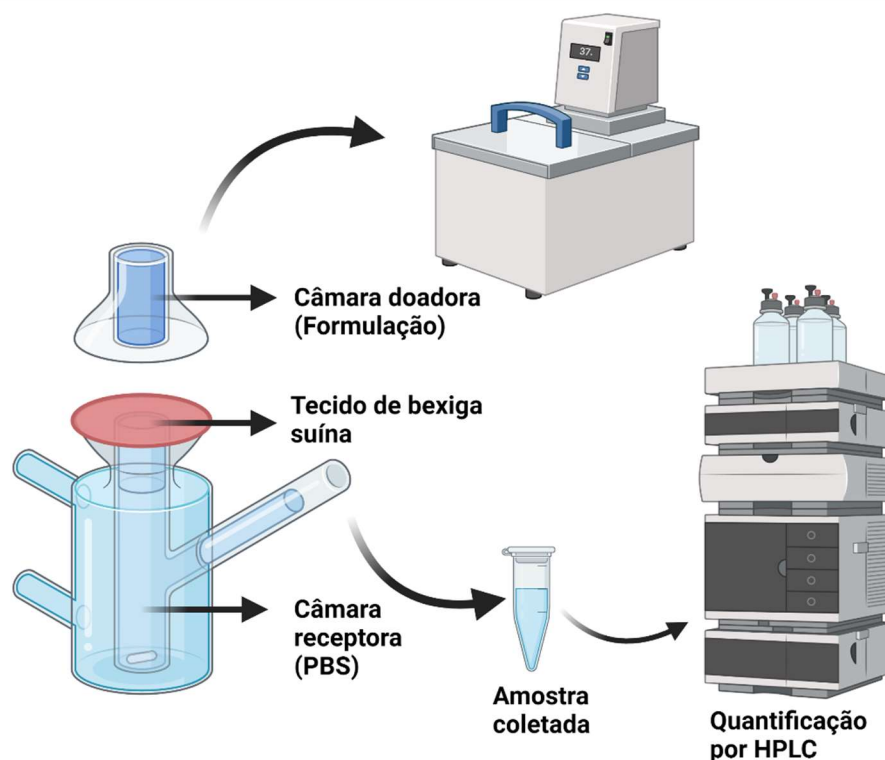 37.
Câmara doadora
(Formulação)
Tecido de bexiga
suína
Câmara
receptora
(PBS)
Amostra
coletada
Quantificação
por HPLC